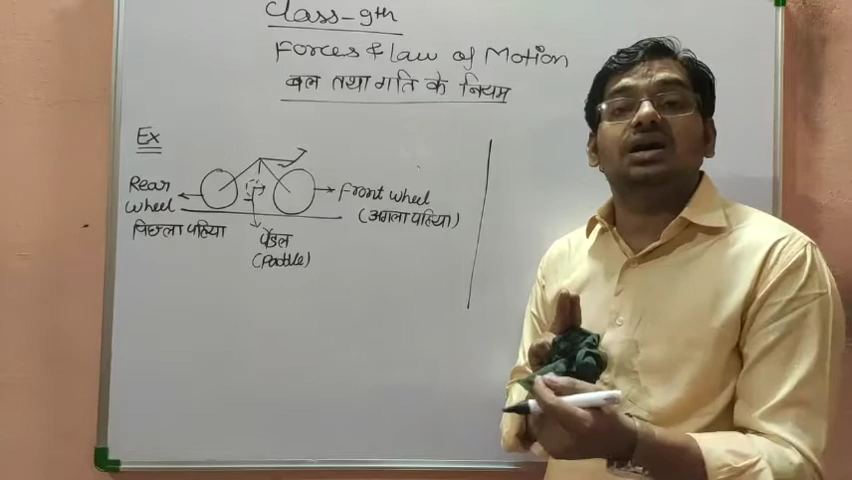 Class-9th
Forces & law of Motion
बल तथा गति के नियम
Ex
Rear
wheel
पिछला पहिया
Front wheel
(अगला पहिया)
पैडल
(Paddle)